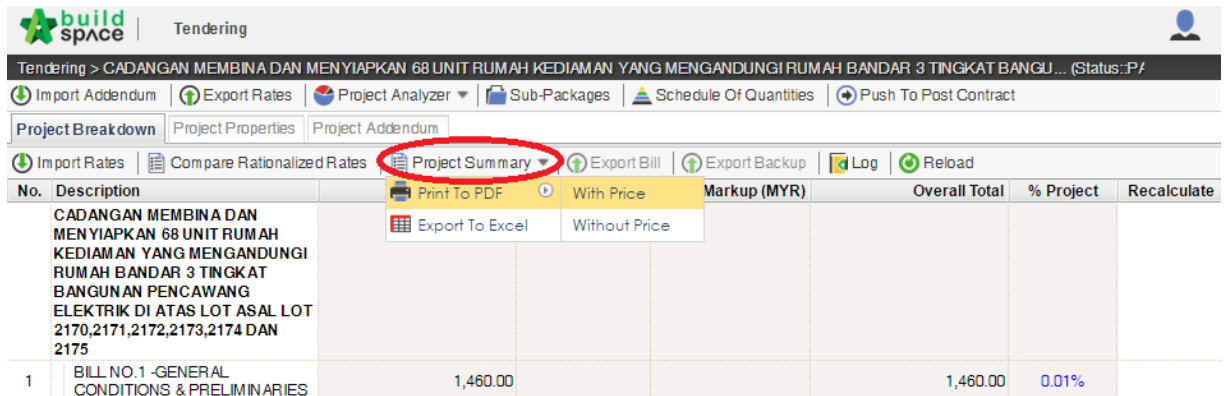 build space Tendering
Tendering > CADANGAN MEMBINA DAN MENYIAPKAN 68 UNIT RUMAH KEDIAMAN YANG MENGANDUNGI RUMAH BANDAR 3 TINGKAT BANGU... (Status::PA
Import Addendum Export Rates Project Analyzer Sub-Packages Schedule Of Quantities Push To Post Contract
Project Breakdown Project Properties Project Addendum
Import Rates Compare Rationalized Rates Project Summary Export Bill Export Backup Log Reload
No. Description Markup (MYR) Overall Total % Project Recalculate
Print To PDF With Price
Export To Excel Without Price
CADANGAN MEMBINA DAN
MENYIAPKAN 68 UNIT RUMAH
KEDIAMAN YANG MENGANDUNGI
RUMAH BANDAR 3 TINGKAT
BANGUNAN PENCAWANG
ELEKTRIK DI ATAS LOT ASAL LOT
2170,2171,2172,2173,2174 DAN
2175
1 BILL NO.1 -GENERAL
CONDITIONS & PRELIMINARIES 1,460.00 1,460.00 0.01%